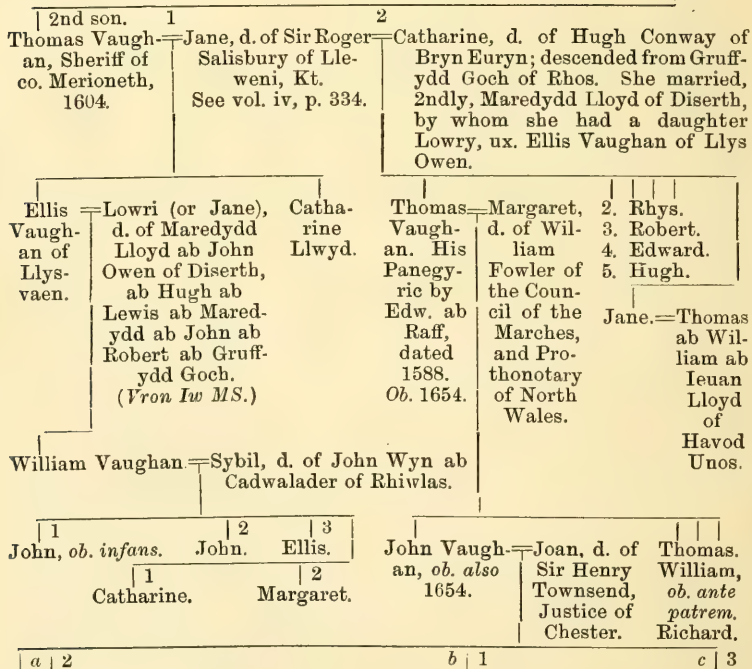 2nd son. 1 2
Thomas Vaugh-
an, Sheriff of
co. Merioneth,
1604.
Jane, d. of Sir Roger
Salisbury of Lle-
weni, Kt.
See vol. iv, p. 334.
Catharine, d. of Hugh Conway of
Bryn Euryn; descended from Gruff-
ydd Goch of Rhos. She married,
2ndly, Maredydd Lloyd of Diserth,
by whom she had a daughter
Lowry, ux. Ellis Vaughan of Llys
Owen.
Ellis
Vaugh-
an of
Llys-
vaen.
Lowri (or Jane),
d. of Maredydd
Lloyd ab John
Owen of Diserth,
ab Hugh ab
Lewis ab Mared-
ydd ab John ab
Robert ab Gruff-
ydd Goch.
(Vron Iw MS.)
Catha-
rine
Llwyd.
Thomas
Vaugh-
an. His
Panegy-
ric by
Edw. ab
Raff,
dated
1588.
Ob. 1654.
Margaret,
d. of Wil-
liam
Fowler of
the Coun-
cil of the
Marches,
and Pro-
thonotary
of North
Wales.
2. Rhys.
3. Robert.
4. Edward.
5. Hugh.
Jane.
Thomas
ab Wil-
liam ab
Ieuan
Lloyd
of
Havod
Unos.
William Vaughan.
Sybil, d. of John Wyn ab
Cadwalader of Rhiwlas.
1 2 3
John, ob. infans. John. Ellis.
1 2
Catharine. Margaret.
John Vaugh-
an, ob. also
1654.
Joan, d. of
Sir Henry
Townsend,
Justice of
Chester.
Thomas.
William,
ob. ante
patrem.
Richard.
a 2 b 1 c 3